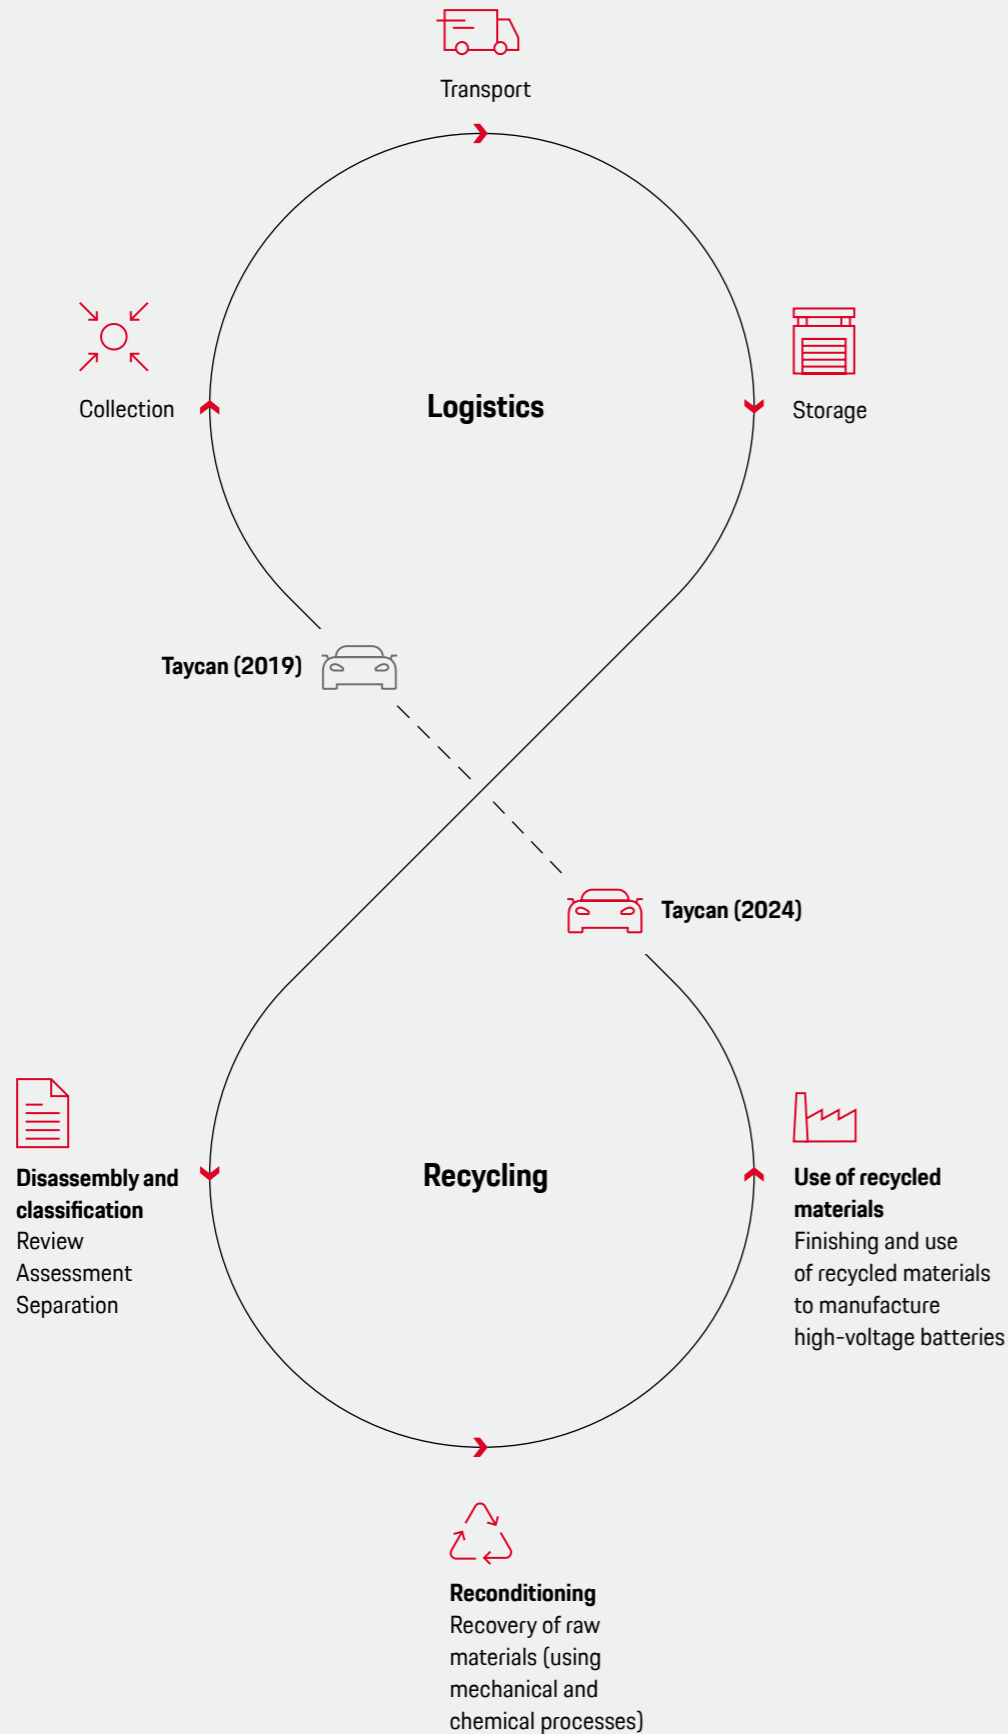 Transport
Collection
Logistics
Storage
Taycan (2019)
Taycan (2024)
Disassembly and
classification
Review
Assessment
Separation
Recycling
Use of recycled
materials
Finishing and use
of recycled materials
to manufacture
high-voltage batteries
Reconditioning
Recovery of raw
materials (using
mechanical and
chemical processes)